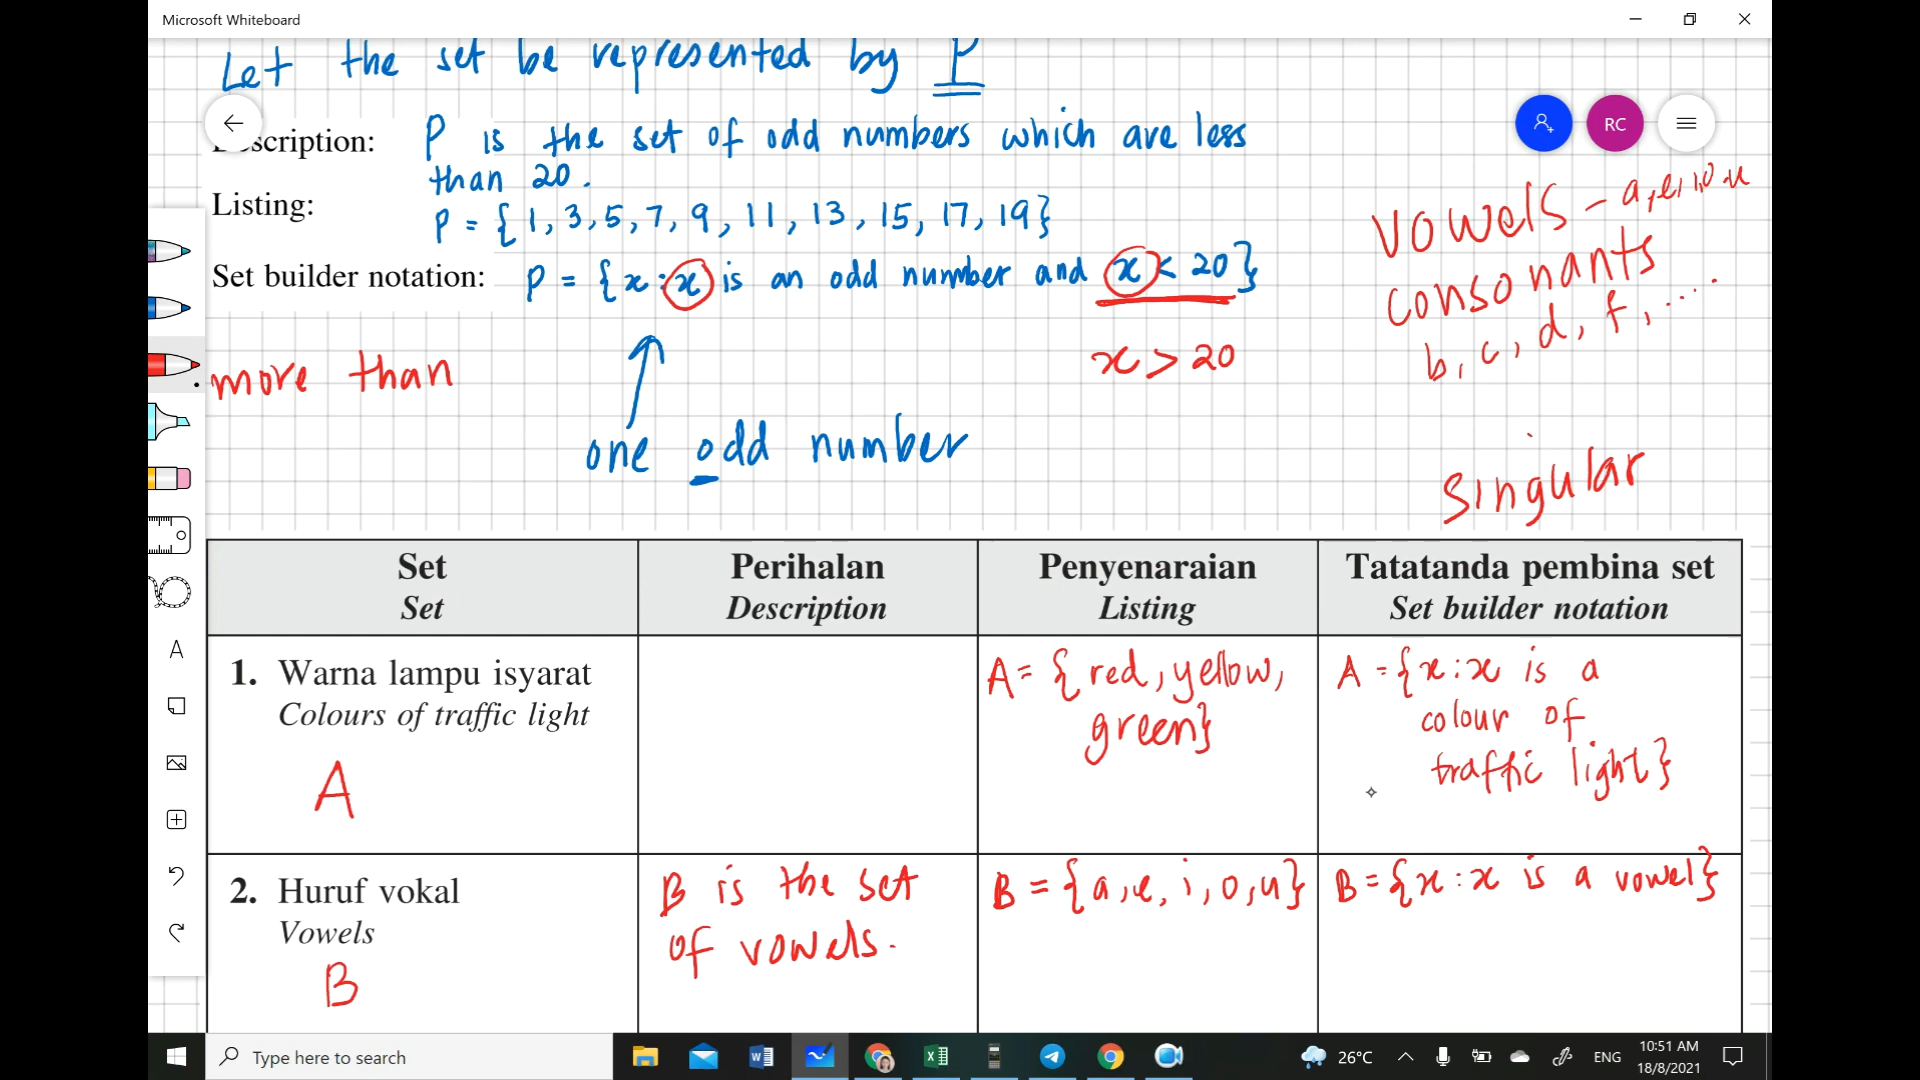 Microsoft Whiteboard
Let the set be represented by P
RC
scription: P is the set of odd numbers which are less
than 20.
Listing: P = { 1, 3, 5, 7, 9, 11, 13, 15, 17, 19}
Set builder notation: P = {x : x is an odd number and x < 20}
vowels - a, e, i, o, u
consonants
b, c, d, f, ....
more than
x > 20
one odd number
singular
Set
Set
Perihalan
Description
Penyenaraian
Listing
Tatatanda pembina set
Set builder notation
1. Warna lampu isyarat
Colours of traffic light
A
A = { red, yellow,
green}
A = {x : x is a
colour of
traffic light}
2. Huruf vokal
Vowels
B
B is the set
of vowels.
B = {a, e, i, o, u}
B = {x : x is a vowel}
Type here to search
26°C
ENG
10:51 AM
18/8/2021